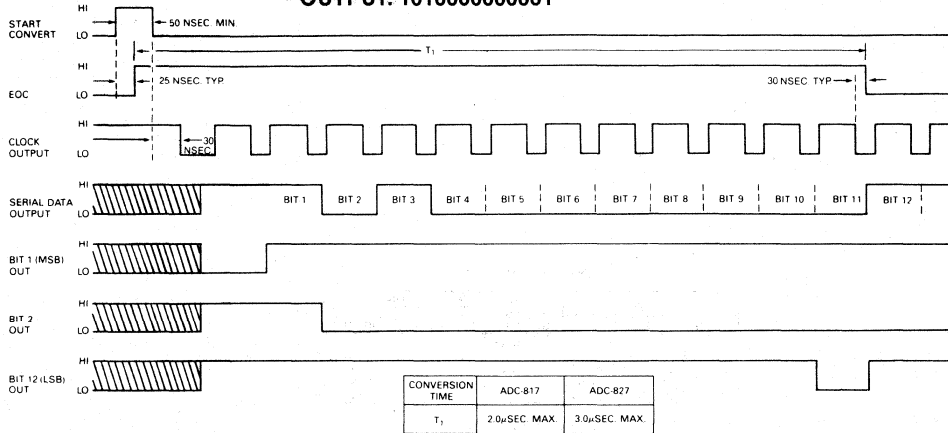 OUTPUT: 101000000001
START CONVERT HI LO 50 NSEC. MIN.
T₁
EOC HI LO 25 NSEC. TYP. 30 NSEC. TYP.
CLOCK OUTPUT HI LO 30 NSEC.
SERIAL DATA OUTPUT HI LO BIT 1 BIT 2 BIT 3 BIT 4 BIT 5 BIT 6 BIT 7 BIT 8 BIT 9 BIT 10 BIT 11 BIT 12
BIT 1 (MSB) OUT HI LO
BIT 2 OUT HI LO
BIT 12 (LSB) OUT HI LO
CONVERSION TIME ADC-817 ADC-827
T₁ 2.0μSEC. MAX. 3.0μSEC. MAX.